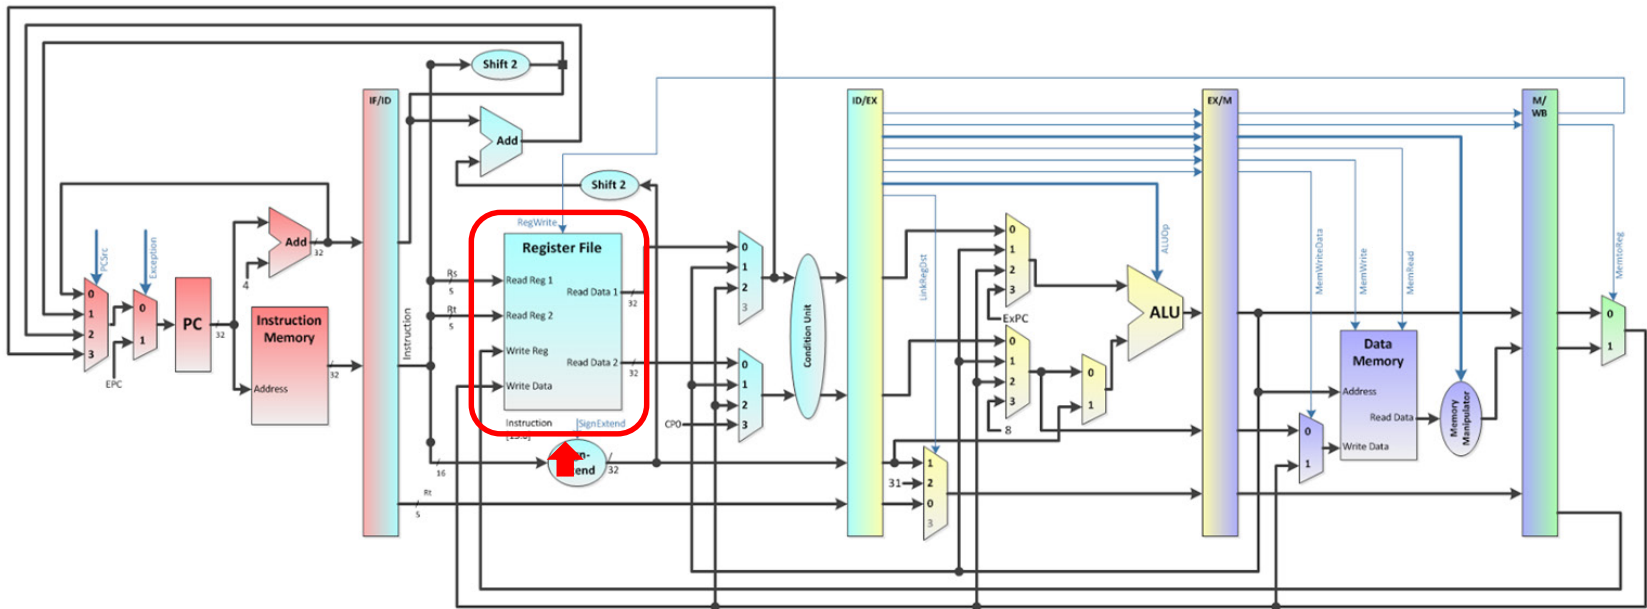 IF/ID
ID/EX
EX/M
M/
WB
Shift 2
Add
Shift 2
PCSrc
Exception
Add
32
4
0
1
2
3
0
1
EPC
PC
32
Instruction
Memory
Address
32
Instruction
RegWrite
Register File
Rs
5
Read Reg 1
Read Data 1
32
Rt
5
Read Reg 2
Write Reg
Read Data 2
32
Write Data
Instruction
SignExtend
16
32
Rt
5
0
1
2
3
0
1
2
3
CP0
Condition Unit
LinkRegDst
0
1
2
3
ExPC
0
1
2
3
8
0
1
1
2
0
3
31
ALUOp
ALU
MemWriteData
MemWrite
MemRead
Data
Memory
Address
Read Data
Write Data
0
1
Memory
Manipulator
MemtoReg
0
1